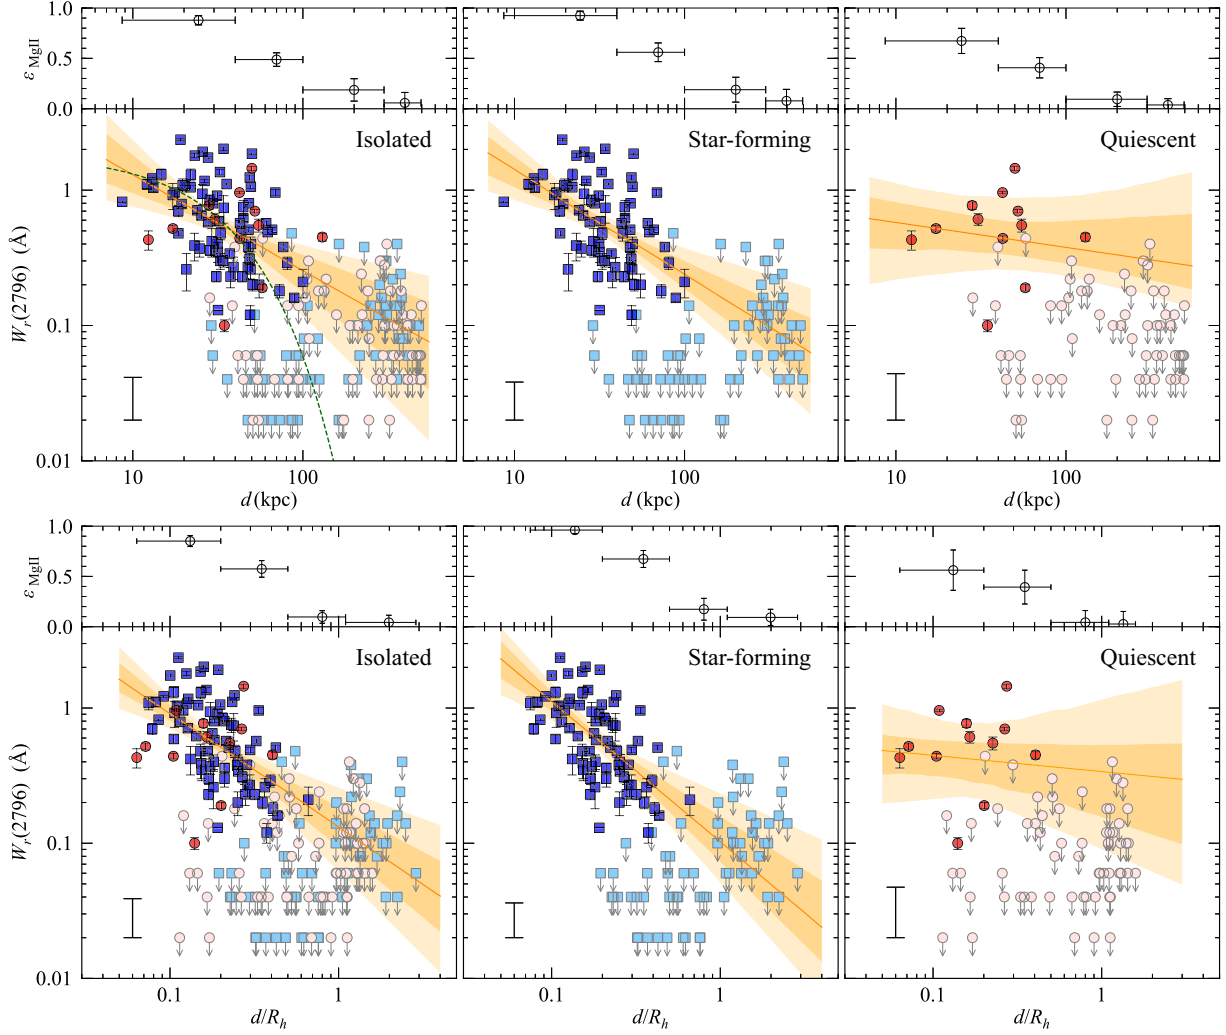 1.0
0.5
0.0
ε MgII
Isolated
Star-forming
Quiescent
1
0.1
0.01
W_r(2796) (Å)
10 100 10 100 10 100
d (kpc) d (kpc) d (kpc)
1.0
0.5
0.0
ε MgII
Isolated
Star-forming
Quiescent
1
0.1
0.01
W_r(2796) (Å)
0.1 1 0.1 1 0.1 1
d/R_h d/R_h d/R_h